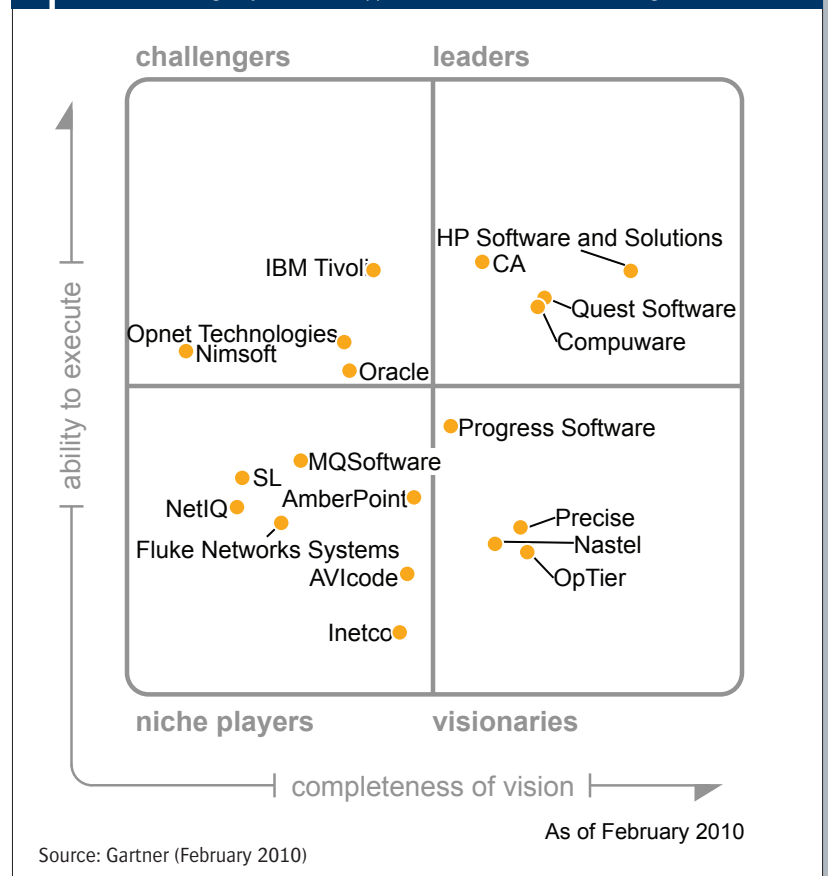 challengers
leaders
HP Software and Solutions
IBM Tivoli
CA
Quest Software
Opnet Technologies
Compuware
Nimsoft
Oracle
ability to execute
Progress Software
MQSoftware
SL
AmberPoint
NetIQ
Precise
Fluke Networks Systems
Nastel
AVIcode
OpTier
Inetco
niche players
visionaries
completeness of vision
As of February 2010
Source: Gartner (February 2010)